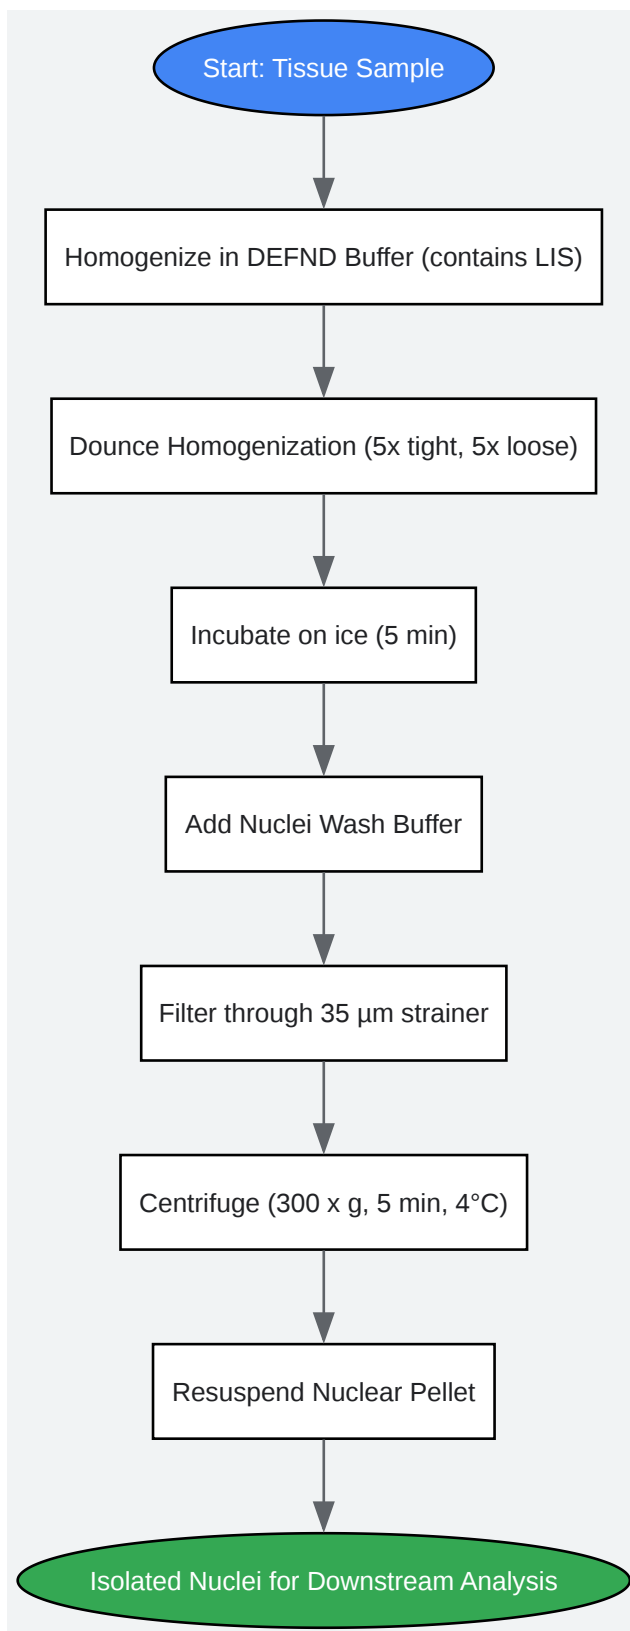 Start: Tissue Sample
Homogenize in DEFND Buffer (contains LIS)
Dounce Homogenization (5x tight, 5x loose)
Incubate on ice (5 min)
Add Nuclei Wash Buffer
Filter through 35 µm strainer
Centrifuge (300 x g, 5 min, 4°C)
Resuspend Nuclear Pellet
Isolated Nuclei for Downstream Analysis